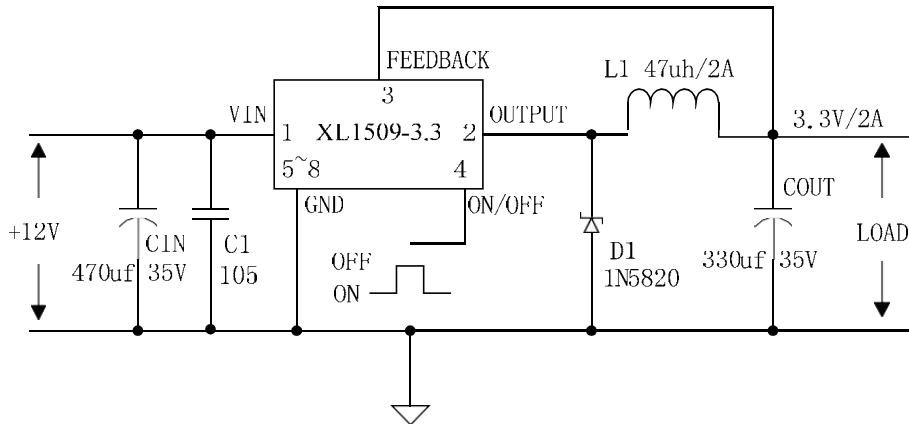 FEEDBACK
L1 47uh/2A
3
VIN
OUTPUT
3.3V/2A
1 XL1509-3.3 2
5~8
4
GND
ON/OFF
COUT
+12V
CIN
C1
LOAD
OFF
D1
470uf 35V
105
1N5820
330uf 35V
ON